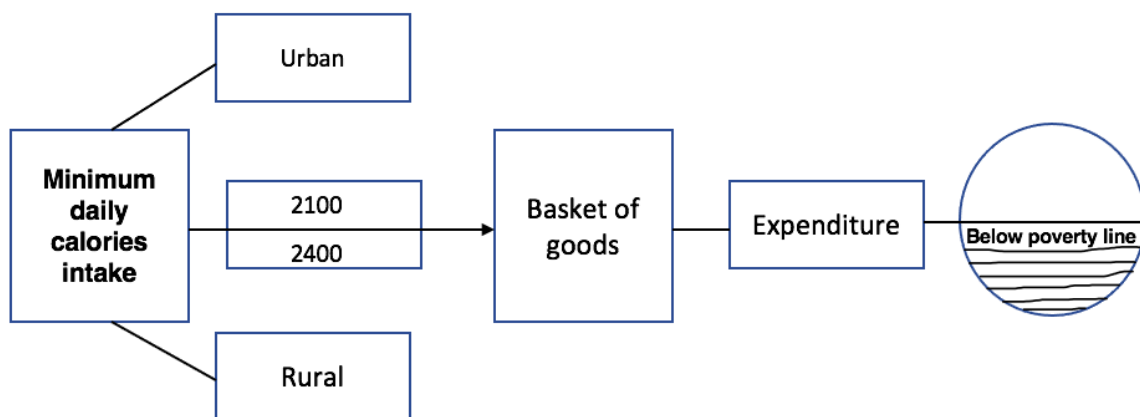 Urban
Minimum
daily
calories
intake
2100
2400
Rural
Basket of
goods
Expenditure
Below poverty line